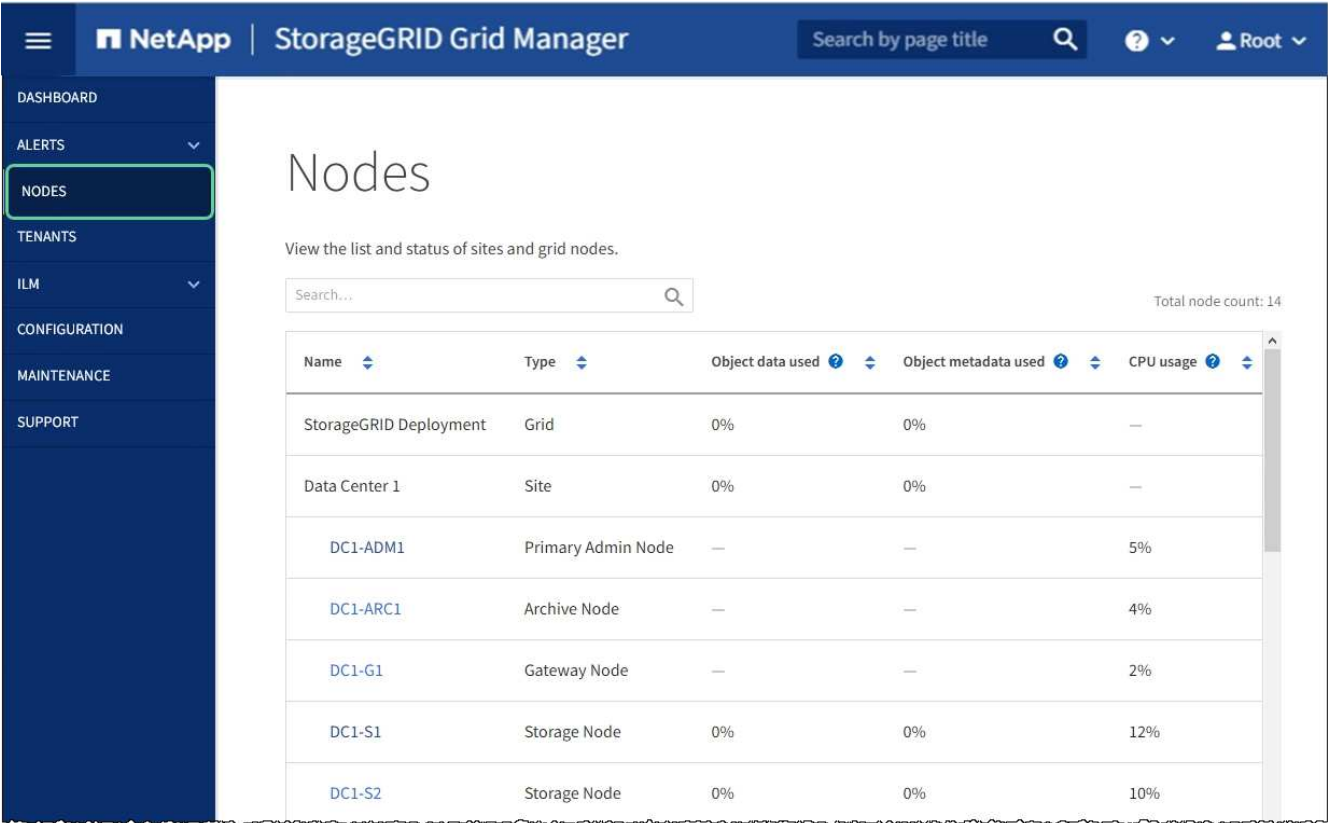 NetApp | StorageGRID Grid Manager Search by page title ? Root
DASHBOARD
ALERTS
NODES
TENANTS
ILM
CONFIGURATION
MAINTENANCE
SUPPORT
Nodes
View the list and status of sites and grid nodes.
Search...
Total node count: 14
Name Type Object data used ? Object metadata used ? CPU usage ?
StorageGRID Deployment Grid 0% 0% —
Data Center 1 Site 0% 0% —
DC1-ADM1 Primary Admin Node — — 5%
DC1-ARC1 Archive Node — — 4%
DC1-G1 Gateway Node — — 2%
DC1-S1 Storage Node 0% 0% 12%
DC1-S2 Storage Node 0% 0% 10%